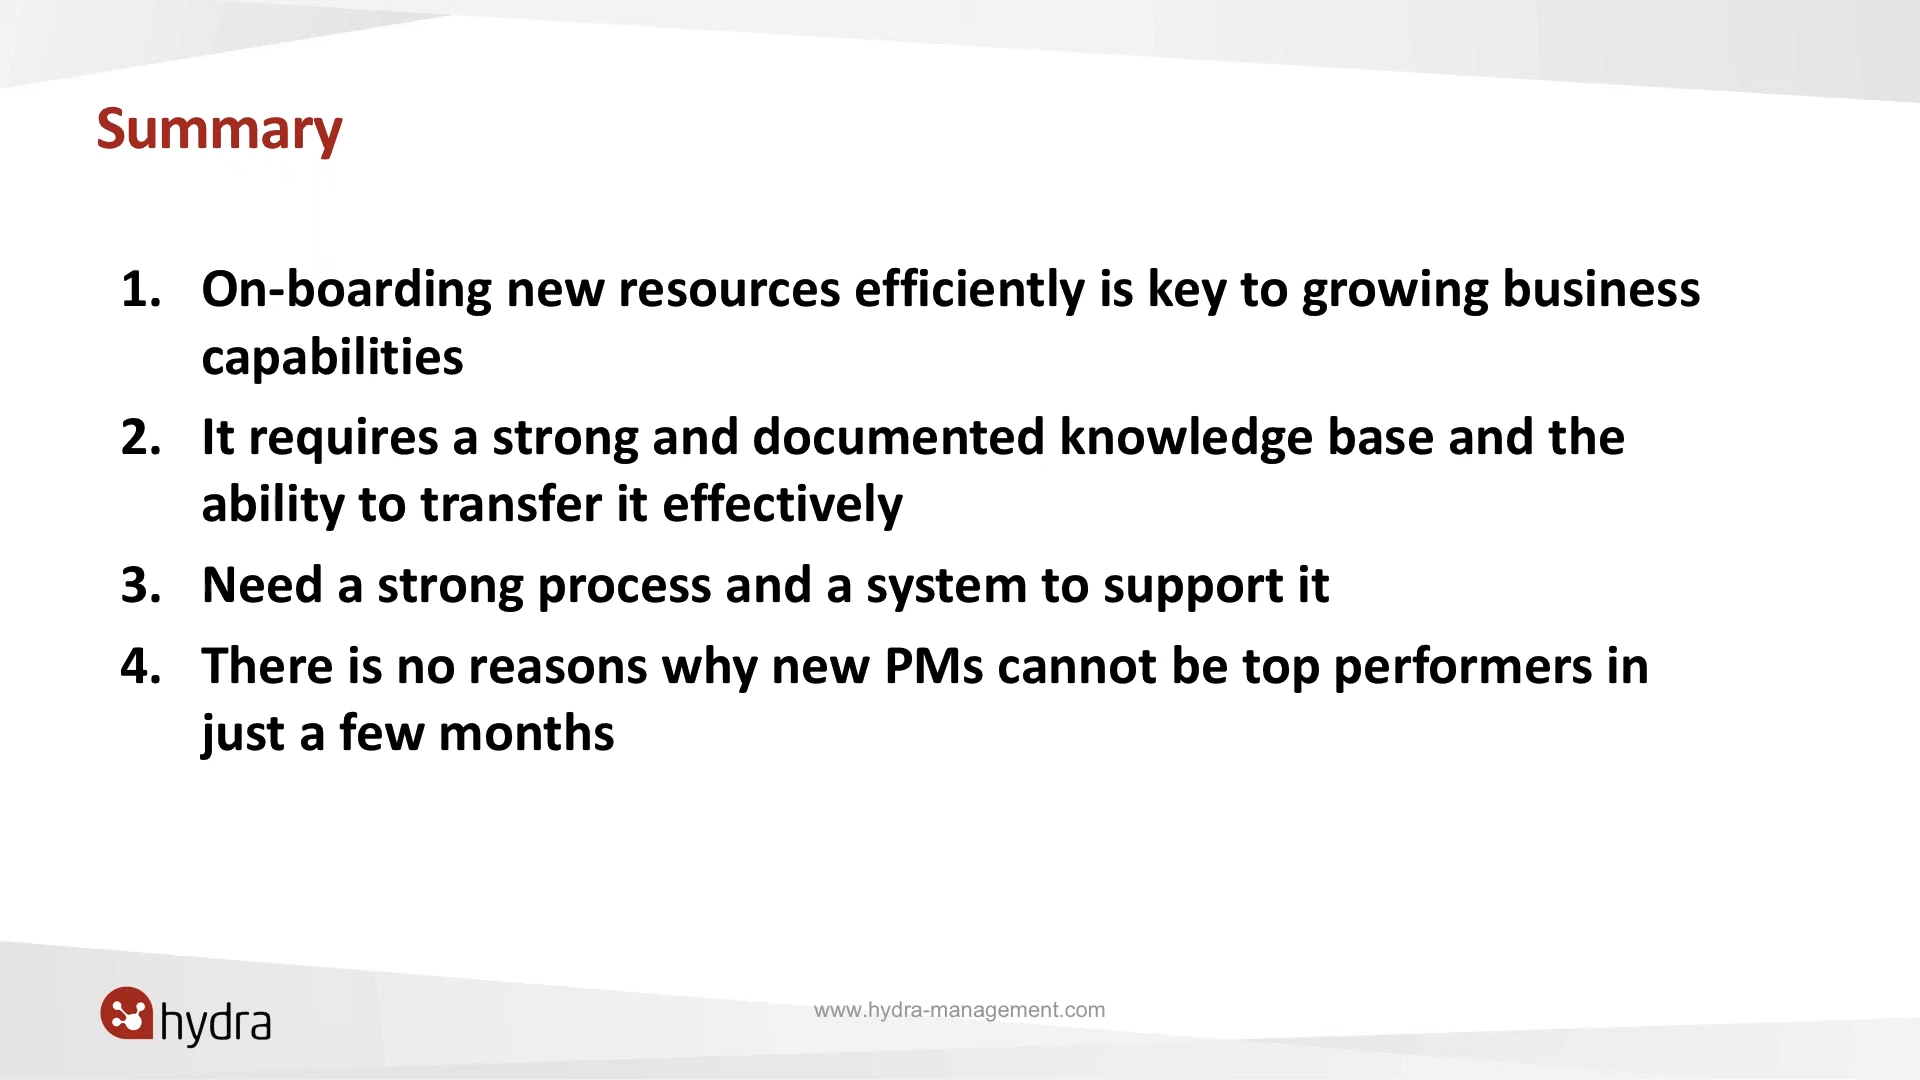 Summary
1. On-boarding new resources efficiently is key to growing business
capabilities
2. It requires a strong and documented knowledge base and the
ability to transfer it effectively
3. Need a strong process and a system to support it
4. There is no reasons why new PMs cannot be top performers in
just a few months
hydra
www.hydra-management.com